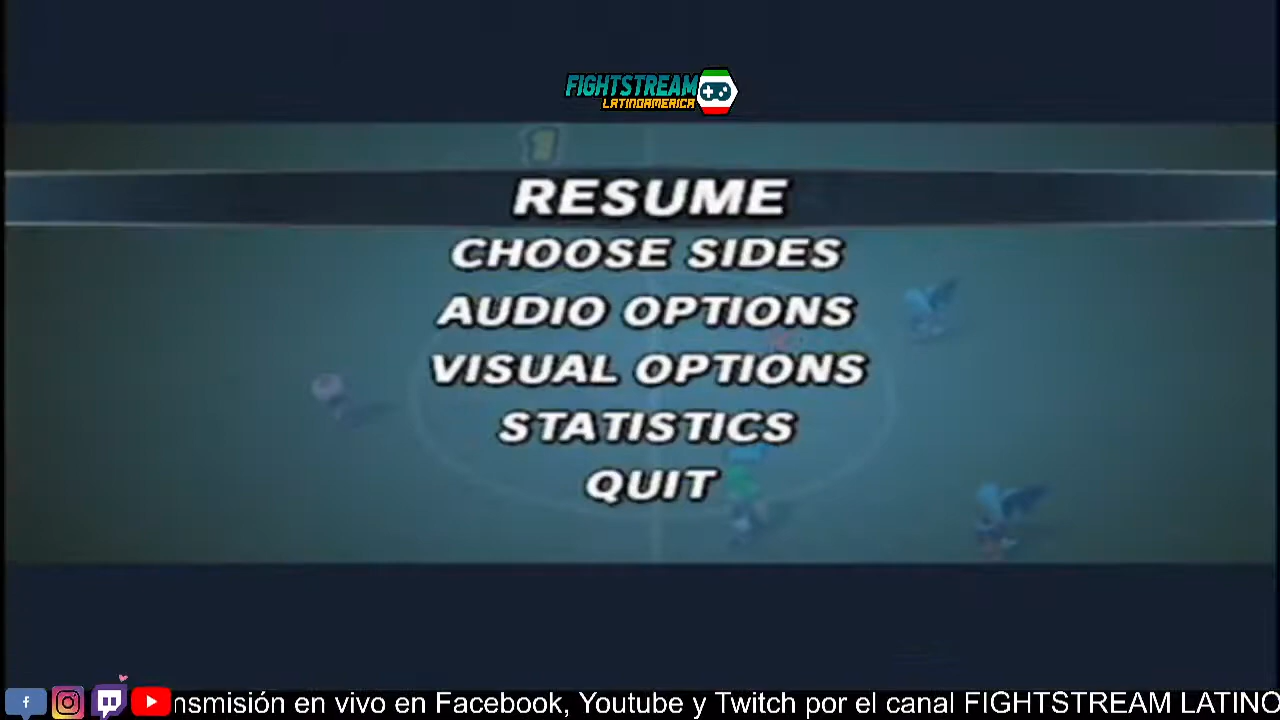 FIGHTSTREAM
LATINOAMERICA
1
RESUME
CHOOSE SIDES
AUDIO OPTIONS
VISUAL OPTIONS
STATISTICS
QUIT
nsmisión en vivo en Facebook, Youtube y Twitch por el canal FIGHTSTREAM LATINO